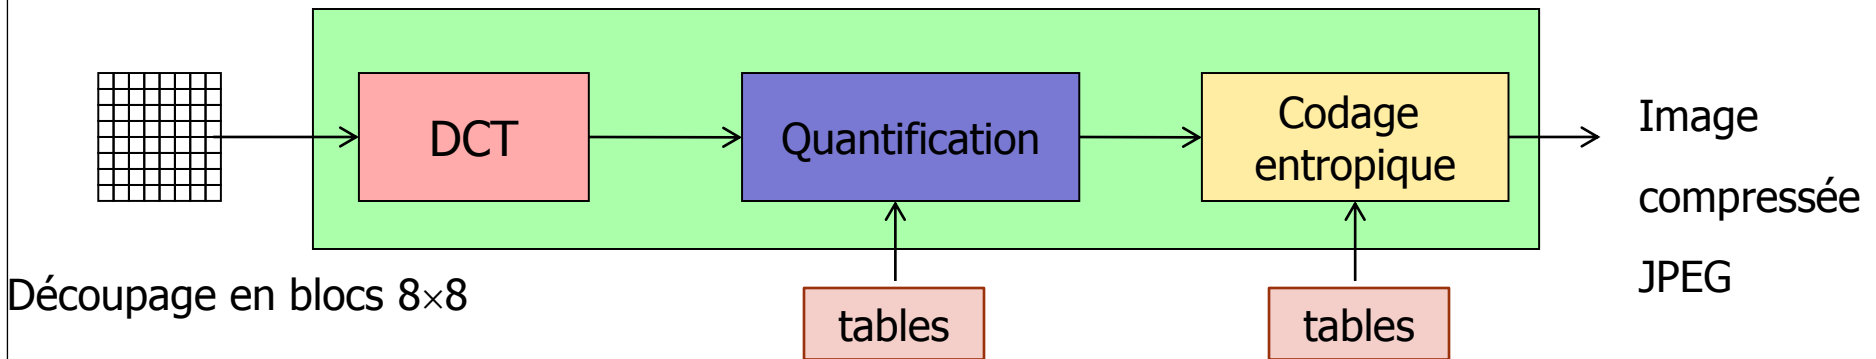 DCT
Quantification
Codage
entropique
Image
compressée
JPEG
Découpage en blocs 8×8
tables
tables